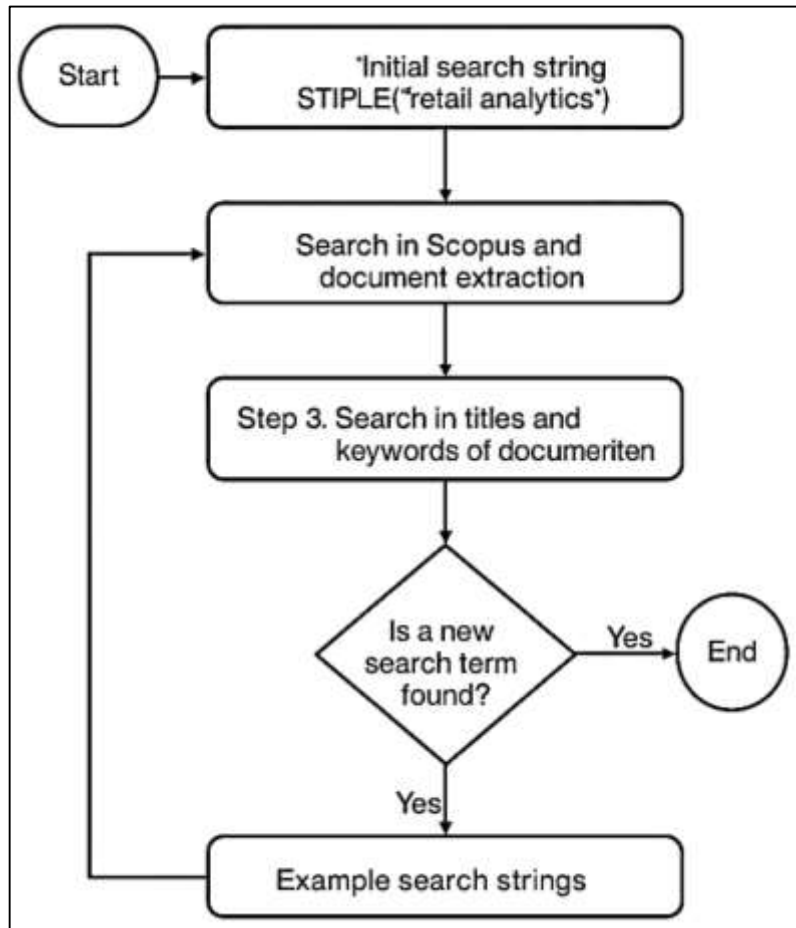 Start
*Initial search string
STIPLE("retail analytics*)
Search in Scopus and
document extraction
Step 3. Search in titles and
keywords of documeriten
Is a new
search term
found?
Yes
End
Yes
Example search strings